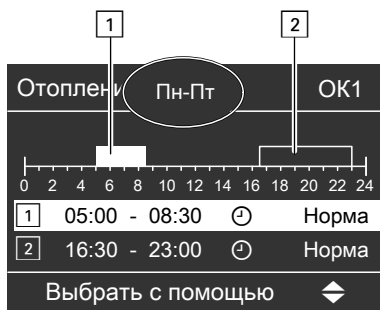 1 2
Отоплени Пн-Пт ОК1
0 2 4 6 8 10 12 14 16 18 20 22 24
1 05:00 - 08:30 Норма
2 16:30 - 23:00 Норма
Выбрать с помощью